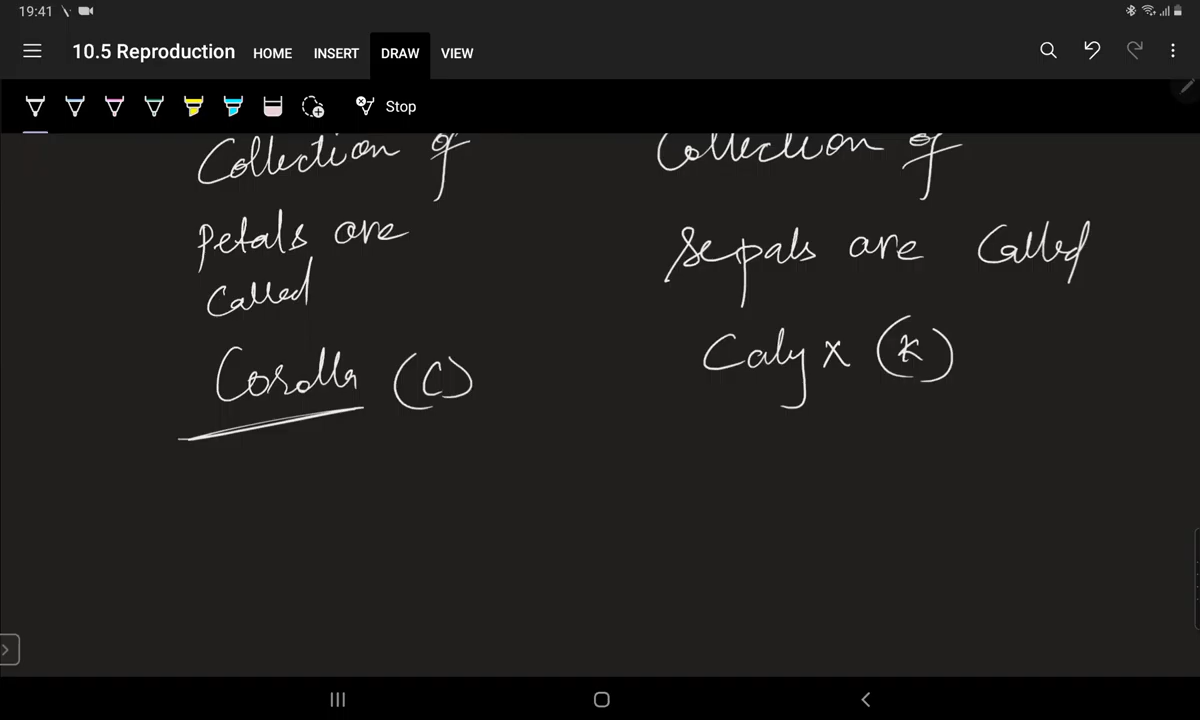 19:41
10.5 Reproduction HOME INSERT DRAW VIEW
Stop
Collection of
Petals are
called
Corolla (C)
Collection of
Sepals are Called
Calyx (K)